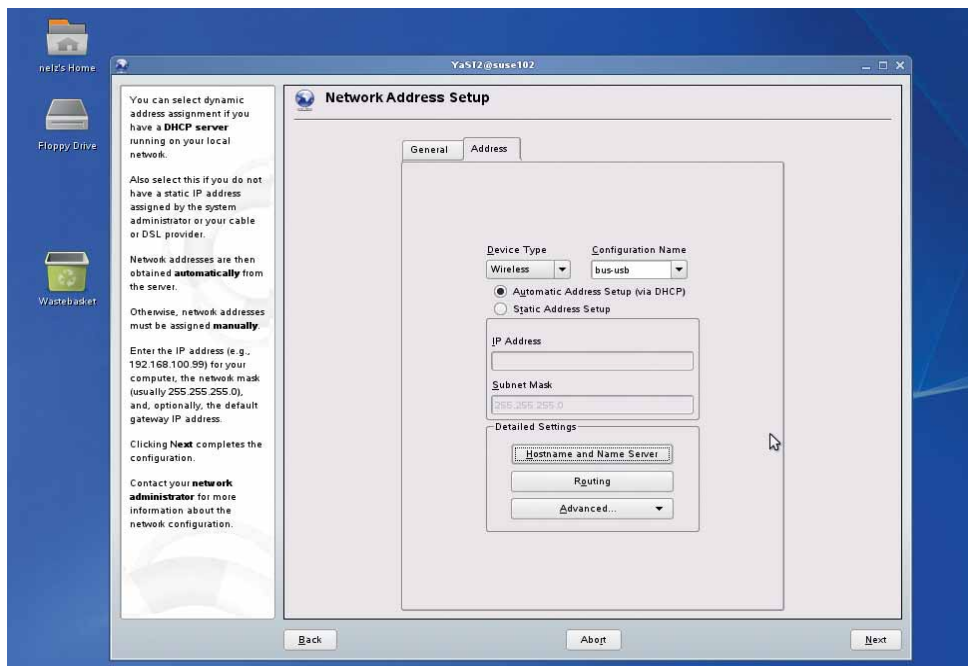 nelz's Home
Floppy Drive
Wastebasket
YaST2@suse102
You can select dynamic
address assignment if you
have a DHCP server
running on your local
network.
Also select this if you do not
have a static IP address
assigned by the system
administrator or your cable
or DSL provider.
Network addresses are then
obtained automatically from
the server.
Otherwise, network addresses
must be assigned manually.
Enter the IP address (e.g.,
192.168.100.99) for your
computer, the network mask
(usually 255.255.255.0),
and, optionally, the default
gateway IP address.
Clicking Next completes the
configuration.
Contact your network
administrator for more
information about the
network configuration.
Network Address Setup
General Address
Device Type Configuration Name
Wireless bus-usb
Automatic Address Setup (via DHCP)
Static Address Setup
IP Address
Subnet Mask
255.255.255.0
Detailed Settings
Hostname and Name Server
Routing
Advanced...
Back Abort Next